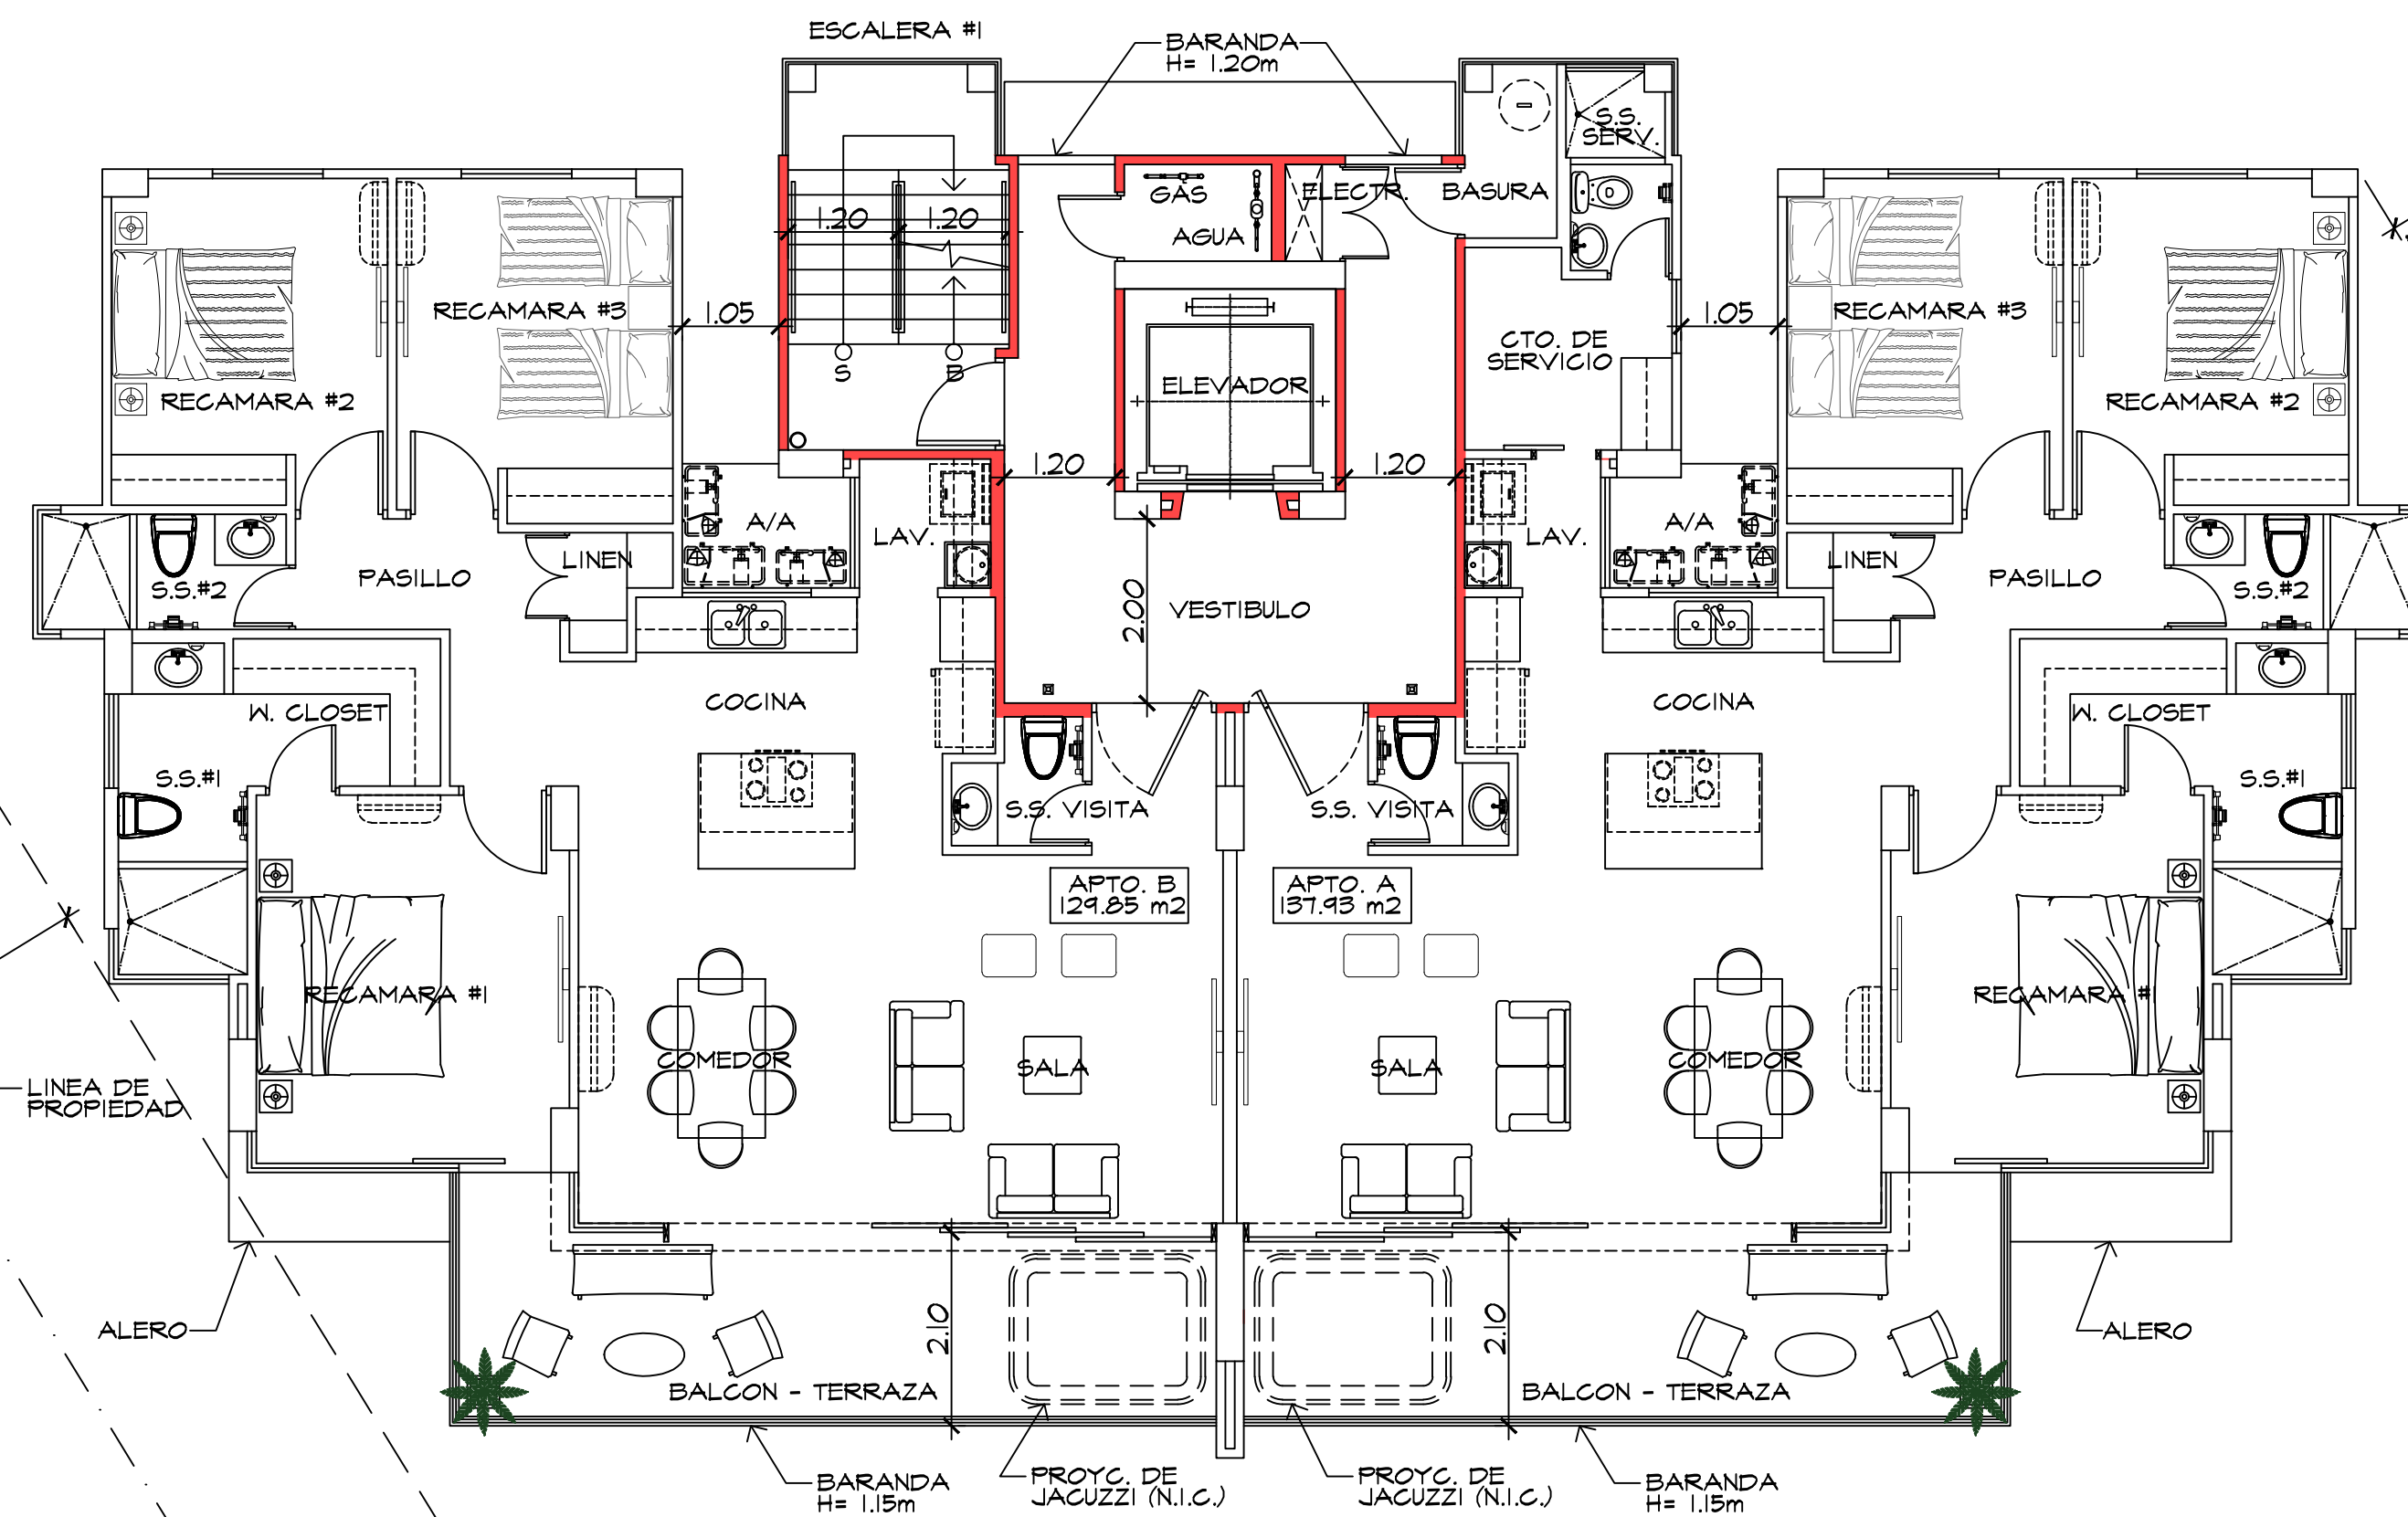 ESCALERA #1
BARANDA
H= 1.20m
S.S.
SERV.
GAS
ELECTR.
BASURA
AGUA
1.20
1.20
RECAMARA #3
1.05
1.05
RECAMARA #3
CTO. DE
SERVICIO
S
B
ELEVADOR
RECAMARA #2
RECAMARA #2
1.20
1.20
A/A
LAV.
LAV.
A/A
LINEN
LINEN
PASILLO
PASILLO
S.S.#2
S.S.#2
2.00
VESTIBULO
COCINA
COCINA
W. CLOSET
W. CLOSET
S.S.#1
S.S.#1
S.S. VISITA
S.S. VISITA
APTO. B
129.85 m2
APTO. A
137.93 m2
RECAMARA #1
RECAMARA #
COMEDOR
SALA
SALA
COMEDOR
LINEA DE
PROPIEDAD
ALERO
2.10
2.10
ALERO
BALCON - TERRAZA
BALCON - TERRAZA
BARANDA
H= 1.15m
PROYC. DE
JACUZZI (N.I.C.)
PROYC. DE
JACUZZI (N.I.C.)
BARANDA
H= 1.15m